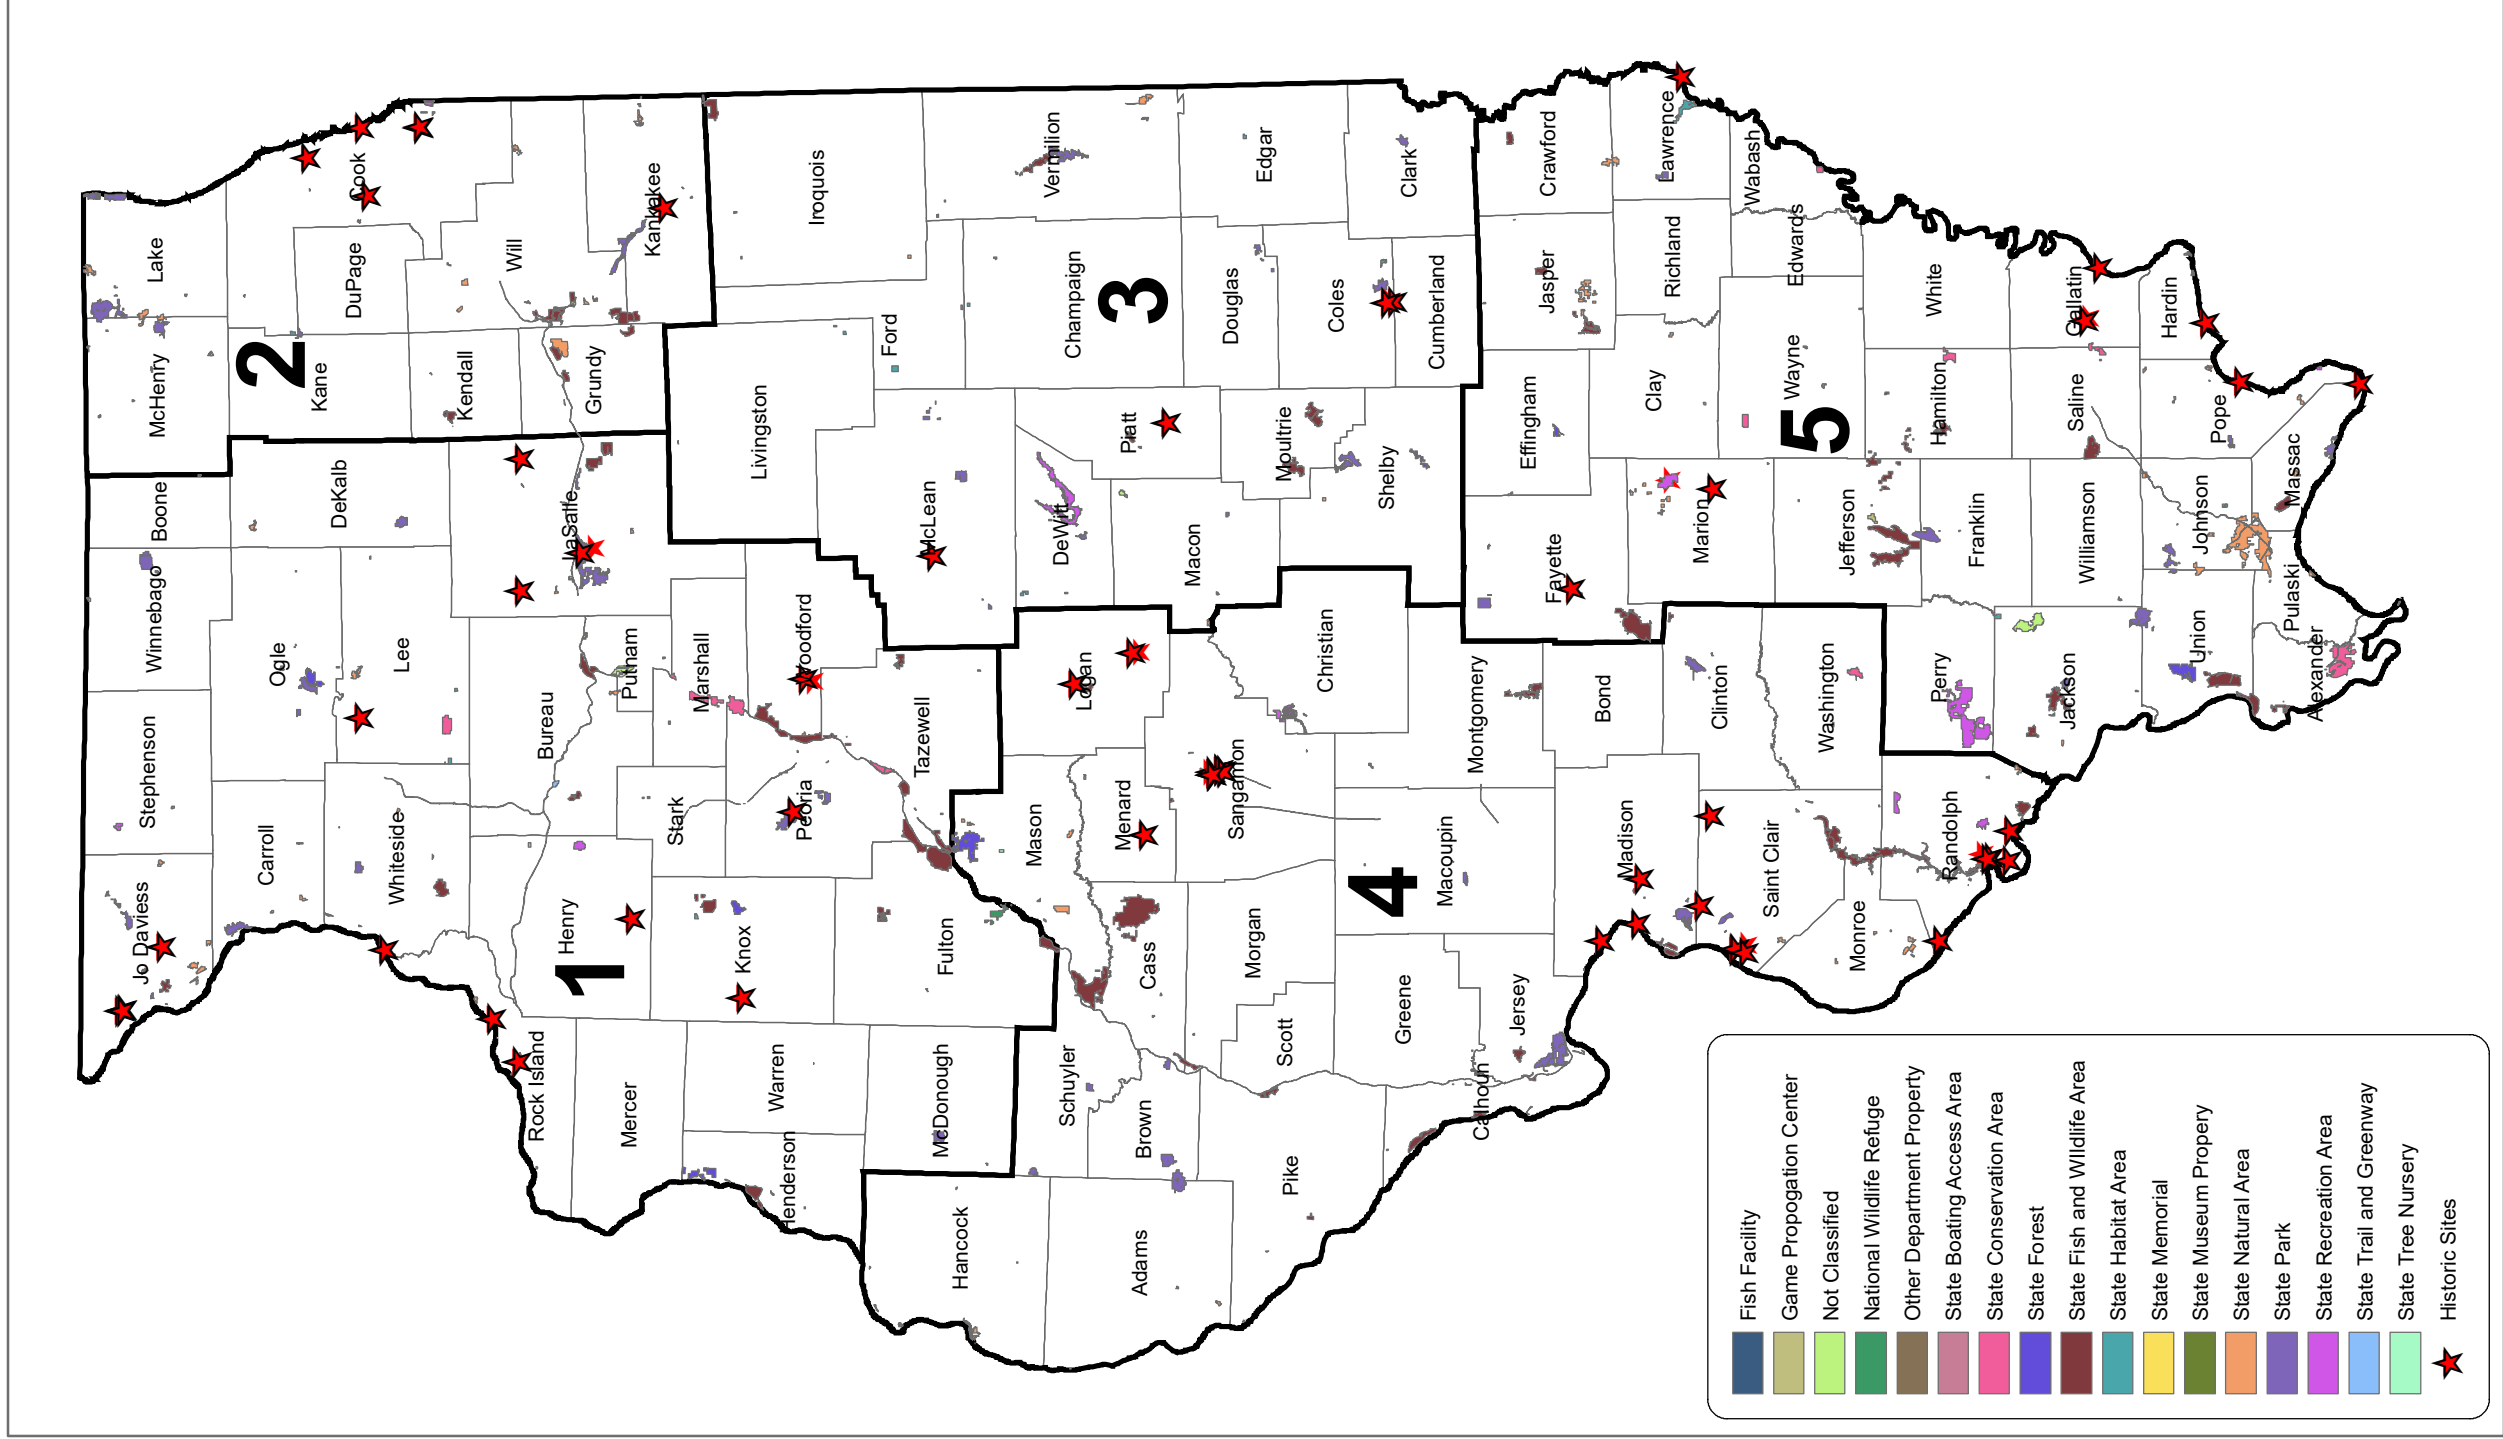 Jo Daviess
Stephenson
Winnebago
Boone
McHenry
Lake
Carroll
Ogle
DeKalb
Kane
2
DuPage
Cook
Whiteside
Lee
Kendall
Will
Rock Island
Henry
1
Bureau
LaSalle
Grundy
Kankakee
Mercer
Putnam
Stark
Marshall
Knox
Warren
Henderson
Peoria
Woodford
Livingston
Iroquois
Ford
Fulton
McDonough
Tazewell
McLean
Hancock
Mason
Logan
DeWitt
Champaign
3
Vermilion
Schuyler
Adams
Brown
Cass
Menard
Piatt
Macon
Sangamon
Morgan
Douglas
Edgar
Moultrie
Coles
Pike
Scott
Christian
Shelby
Clark
Cumberland
4
Greene
Macoupin
Montgomery
Calhoun
Jersey
Fayette
Effingham
Jasper
Crawford
Bond
Madison
Clay
Richland
Lawrence
Marion
Clinton
Saint Clair
Wabash
Wayne
Edwards
5
Washington
Jefferson
Monroe
Randolph
Perry
Hamilton
White
Franklin
Jackson
Williamson
Saline
Gallatin
Union
Johnson
Pope
Hardin
Alexander
Pulaski
Massac
Fish Facility
Game Propogation Center
Not Classified
National Wildlife Refuge
Other Department Property
State Boating Access Area
State Conservation Area
State Forest
State Fish and WIldlife Area
State Habitat Area
State Memorial
State Museum Propery
State Natural Area
State Park
State Recreation Area
State Trail and Greenway
State Tree Nursery
Historic Sites